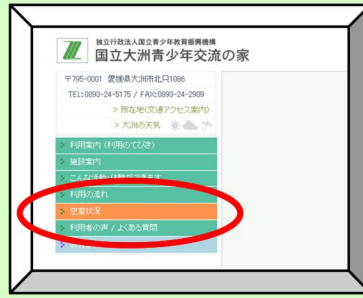 独立行政法人国立青少年教育振興機構
国立大洲青少年交流の家
〒795-0001 愛媛県大洲市北只1086
TEL:0893-24-5175 / FAX:0893-24-2909
» 所在地(交通アクセス案内)
» 大洲の天気
利用案内 (利用のてびき)
施設案内
こんな活動・体験ができます
利用の流れ
空室状況
利用者の声 / よくある質問